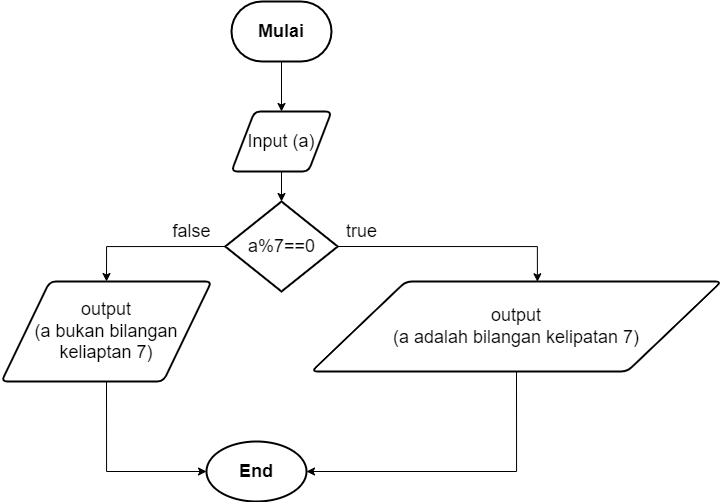 Mulai
Input (a)
false
true
a%7==0
output
(a bukan bilangan
keliaptan 7)
output
(a adalah bilangan kelipatan 7)
End